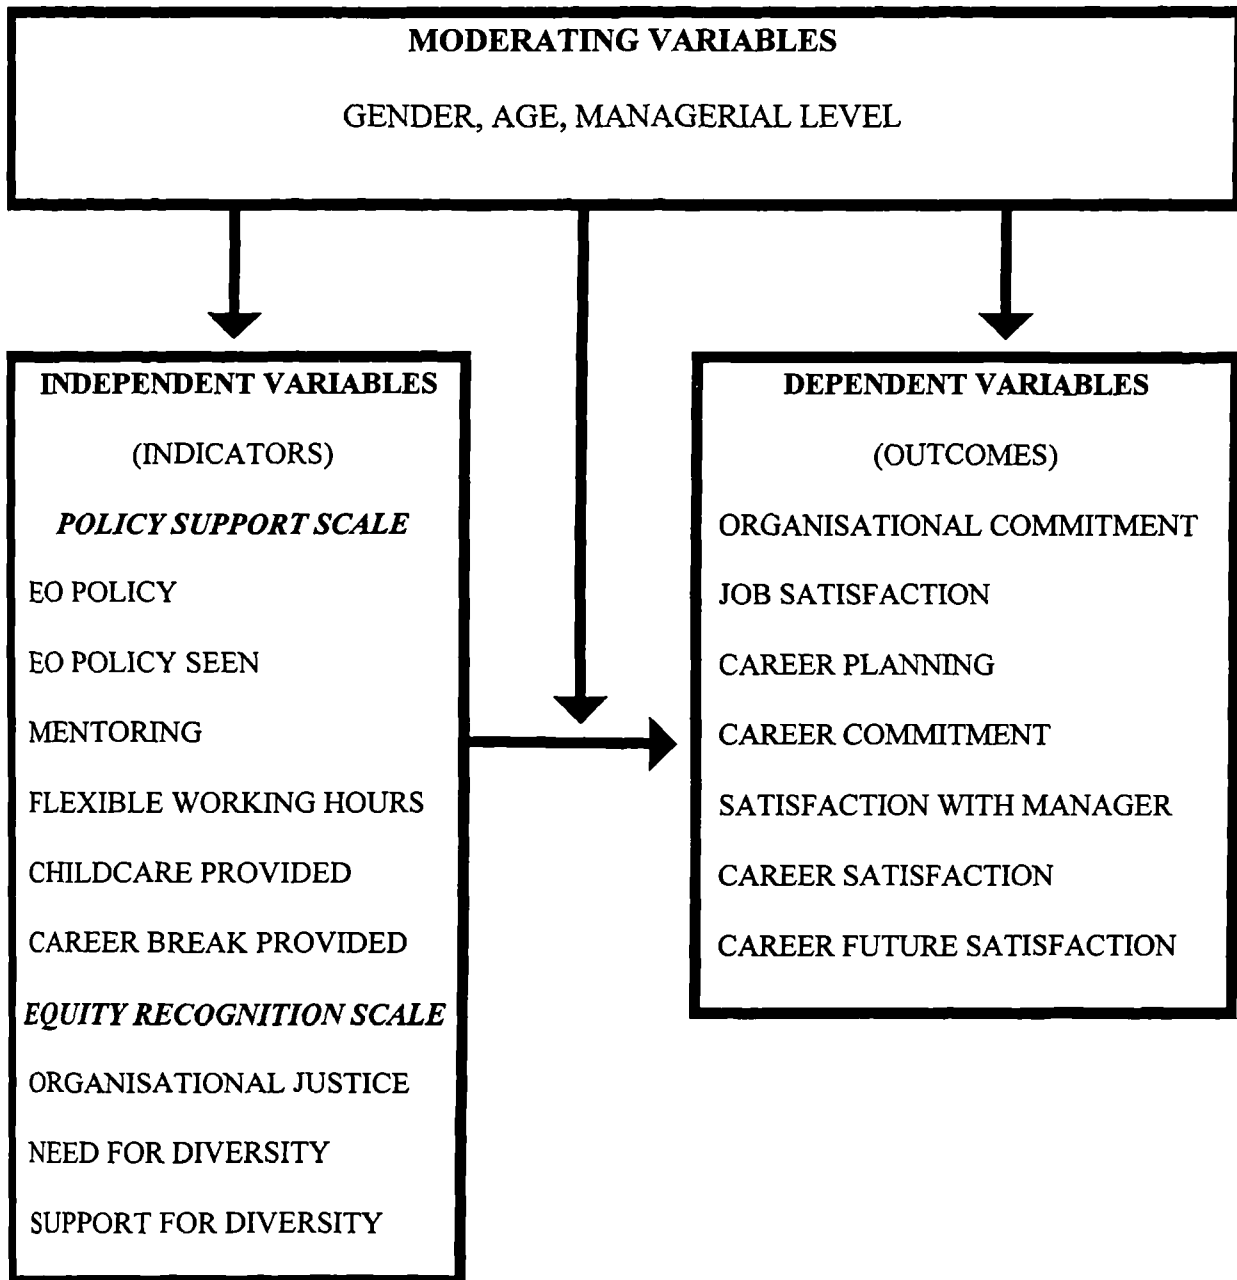 MODERATING VARIABLES
GENDER, AGE, MANAGERIAL LEVEL
INDEPENDENT VARIABLES
(INDICATORS)
POLICY SUPPORT SCALE
EO POLICY
EO POLICY SEEN
MENTORING
FLEXIBLE WORKING HOURS
CHILDCARE PROVIDED
CAREER BREAK PROVIDED
EQUITY RECOGNITION SCALE
ORGANISATIONAL JUSTICE
NEED FOR DIVERSITY
SUPPORT FOR DIVERSITY
DEPENDENT VARIABLES
(OUTCOMES)
ORGANISATIONAL COMMITMENT
JOB SATISFACTION
CAREER PLANNING
CAREER COMMITMENT
SATISFACTION WITH MANAGER
CAREER SATISFACTION
CAREER FUTURE SATISFACTION